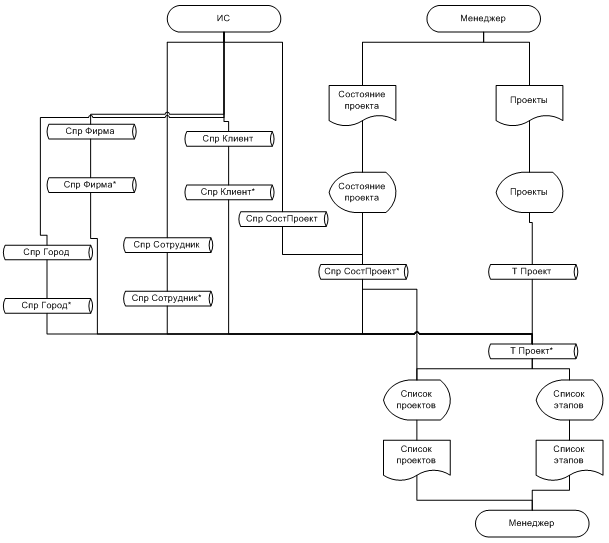 ИС
Менеджер
Состояние
проекта
Проекты
Спр Фирма
Спр Клиент
Спр Фирма*
Спр Клиент*
Состояние
проекта
Проекты
Спр СостПроект
Спр Сотрудник
Спр Город
Спр СостПроект*
Т Проект
Спр Сотрудник*
Спр Город*
Т Проект*
Список
проектов
Список
этапов
Список
проектов
Список
этапов
Менеджер